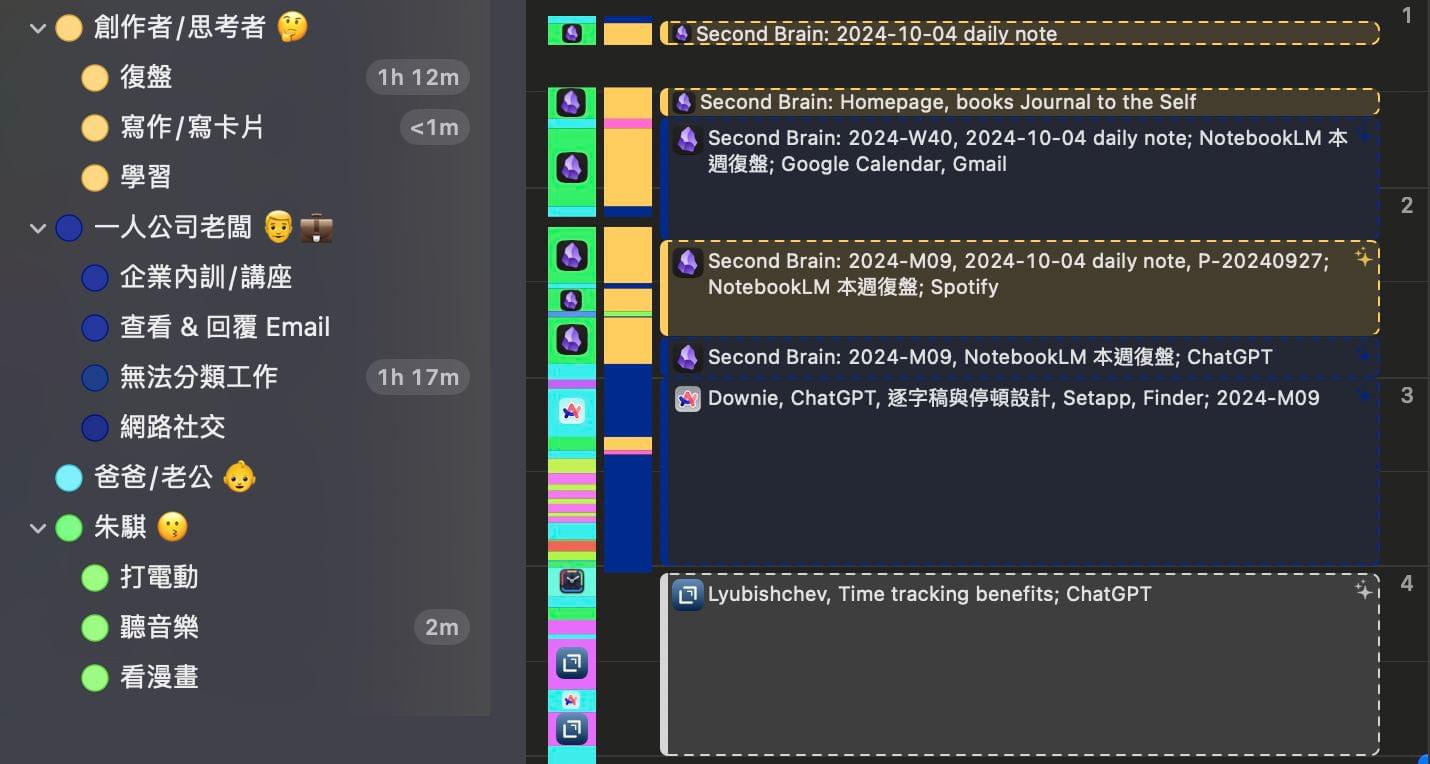 創作者/思考者 🤔
復盤 1h 12m
寫作/寫卡片 <1m
學習
一人公司老闆 👨💼
企業內訓/講座
查看 & 回覆 Email
無法分類工作 1h 17m
網路社交
爸爸/老公 👶
朱騏 😗
打電動
聽音樂 2m
看漫畫
1
Second Brain: 2024-10-04 daily note
Second Brain: Homepage, books Journal to the Self
Second Brain: 2024-W40, 2024-10-04 daily note; NotebookLM 本
週復盤; Google Calendar, Gmail
2
Second Brain: 2024-M09, 2024-10-04 daily note, P-20240927;
NotebookLM 本週復盤; Spotify
Second Brain: 2024-M09, NotebookLM 本週復盤; ChatGPT
Downie, ChatGPT, 逐字稿與停頓設計, Setapp, Finder; 2024-M09
3
Lyubishchev, Time tracking benefits; ChatGPT
4